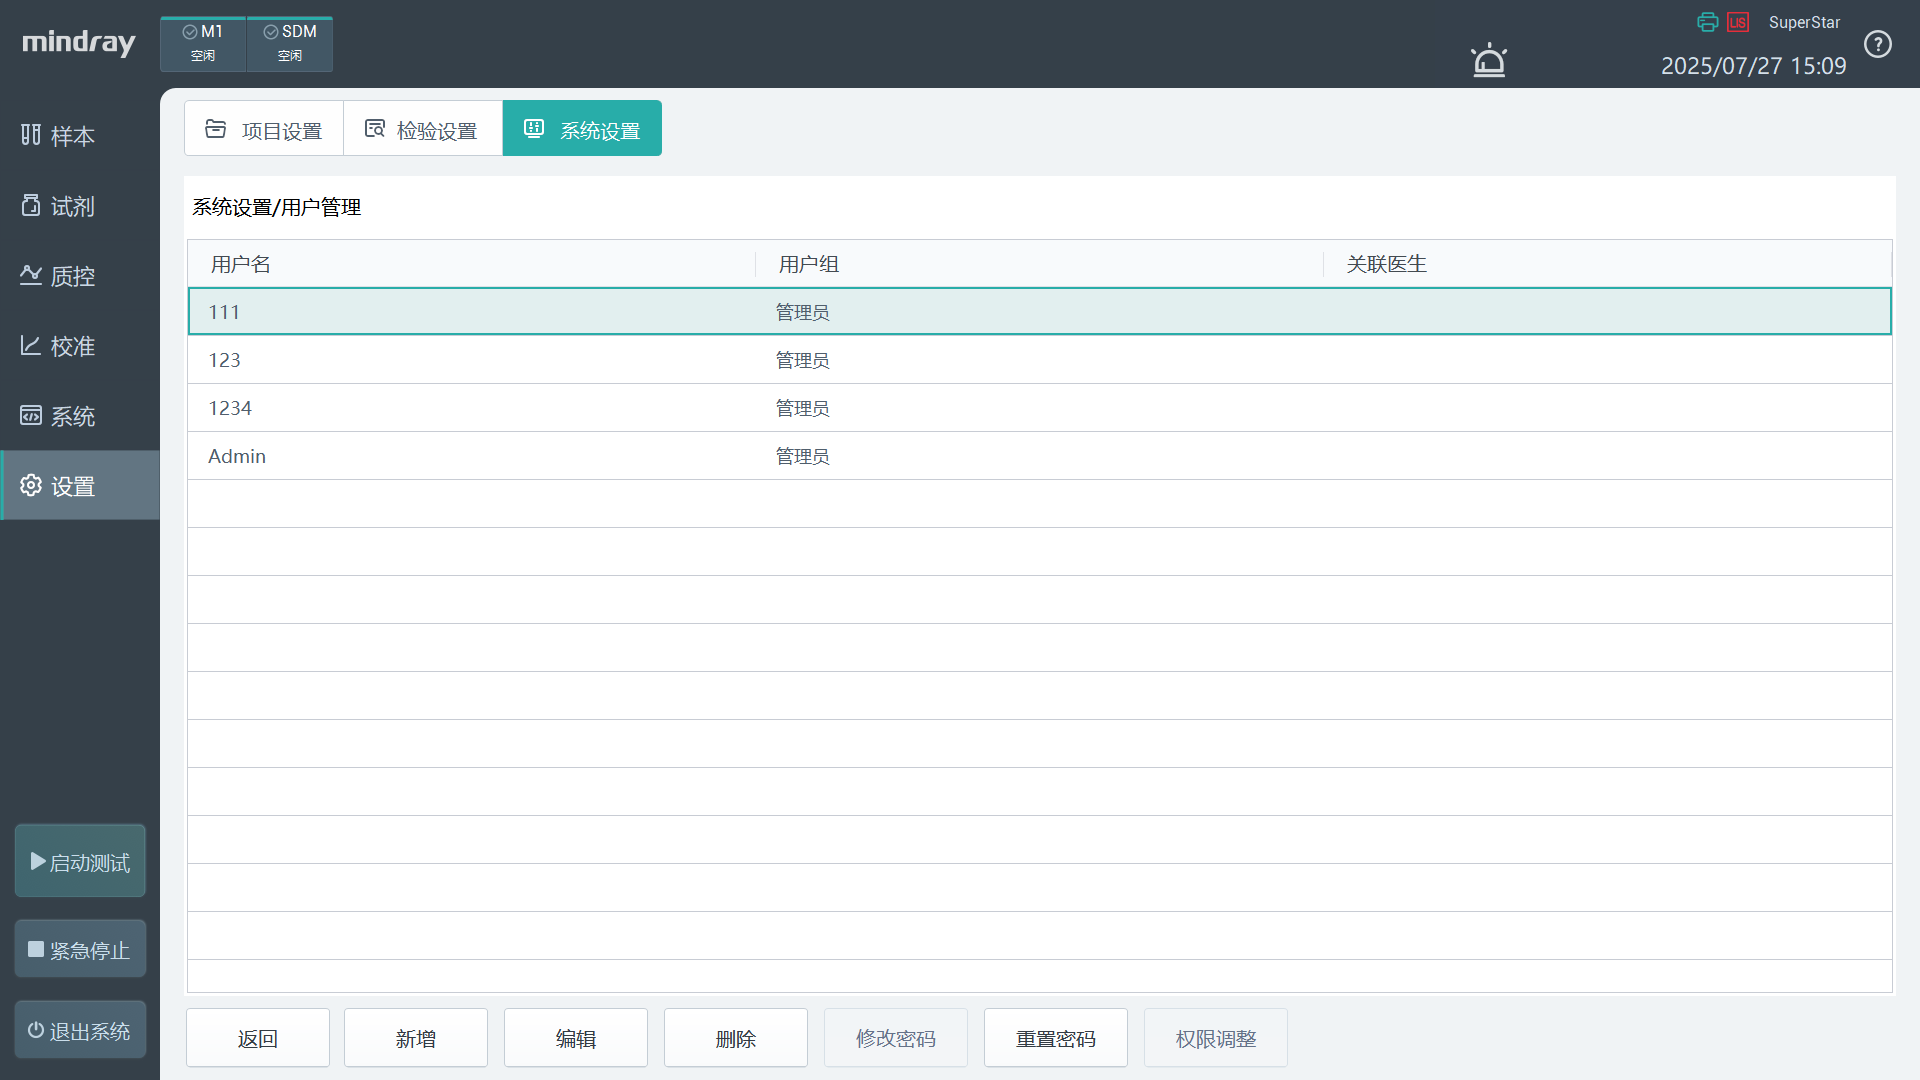 mindray
M1
空闲
SDM
空闲
LIS
SuperStar
2025/07/27 15:09
样本
试剂
质控
校准
系统
设置
启动测试
紧急停止
退出系统
项目设置
检验设置
系统设置
系统设置/用户管理
用户名 用户组 关联医生
111 管理员
123 管理员
1234 管理员
Admin 管理员
返回 新增 编辑 删除 修改密码 重置密码 权限调整